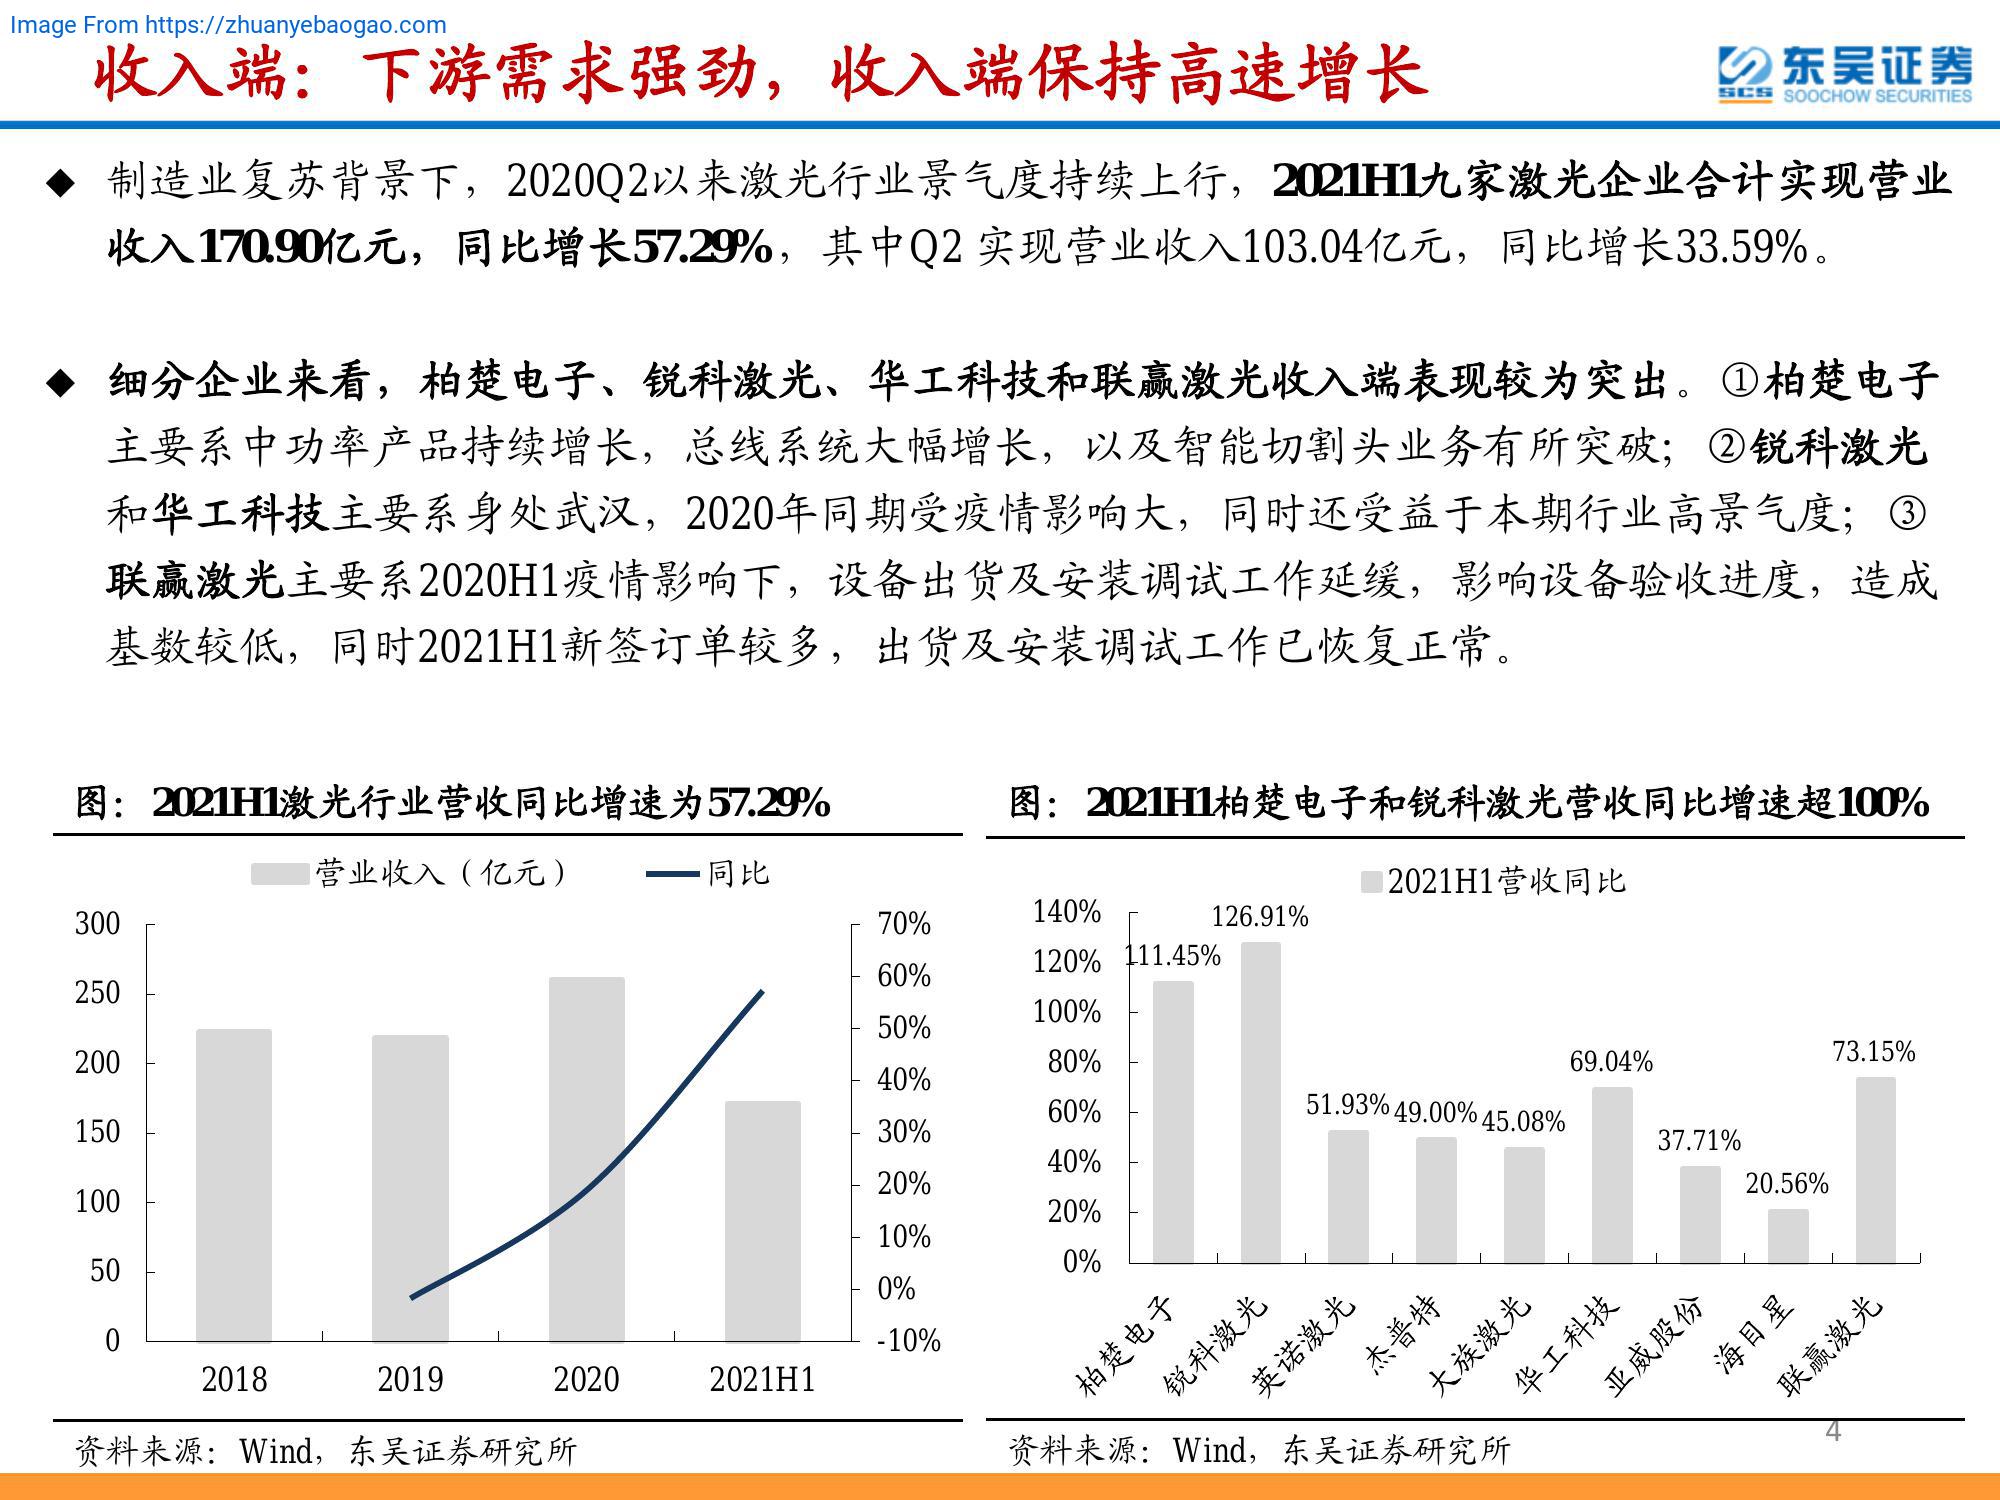 Image From https://zhuanyebaogao.com
收入端：下游需求强劲，收入端保持高速增长
东吴证券
SCS SOOCHOW SECURITIES
◆ 制造业复苏背景下，2020Q2以来激光行业景气度持续上行，2021H1九家激光企业合计实现营业
收入170.90亿元，同比增长57.29%，其中Q2 实现营业收入103.04亿元，同比增长33.59%。
◆ 细分企业来看，柏楚电子、锐科激光、华工科技和联赢激光收入端表现较为突出。①柏楚电子
主要系中功率产品持续增长，总线系统大幅增长，以及智能切割头业务有所突破；②锐科激光
和华工科技主要系身处武汉，2020年同期受疫情影响大，同时还受益于本期行业高景气度；③
联赢激光主要系2020H1疫情影响下，设备出货及安装调试工作延缓，影响设备验收进度，造成
基数较低，同时2021H1新签订单较多，出货及安装调试工作已恢复正常。
图：2021H1激光行业营收同比增速为57.29%
营业收入（亿元） 同比
300
250
200
150
100
50
0
70%
60%
50%
40%
30%
20%
10%
0%
-10%
2018 2019 2020 2021H1
资料来源：Wind，东吴证券研究所
图：2021H1柏楚电子和锐科激光营收同比增速超100%
2021H1营收同比
140%
120%
100%
80%
60%
40%
20%
0%
111.45% 126.91% 51.93% 49.00% 45.08% 69.04% 37.71% 20.56% 73.15%
柏楚电子 锐科激光 英诺激光 杰普特 大族激光 华工科技 亚威股份 海目星 联赢激光
资料来源：Wind，东吴证券研究所
4